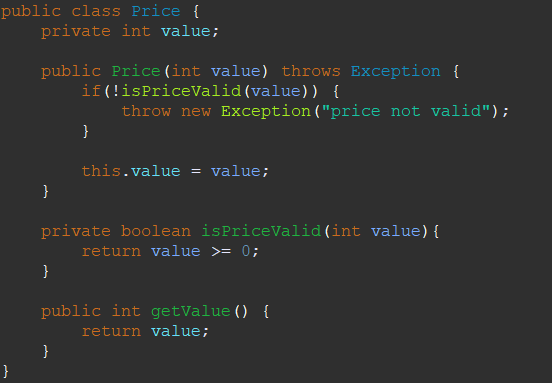 public class Price {
    private int value;

    public Price(int value) throws Exception {
        if(!isPriceValid(value)) {
            throw new Exception("price not valid");
        }

        this.value = value;
    }

    private boolean isPriceValid(int value){
        return value >= 0;
    }

    public int getValue() {
        return value;
    }
}